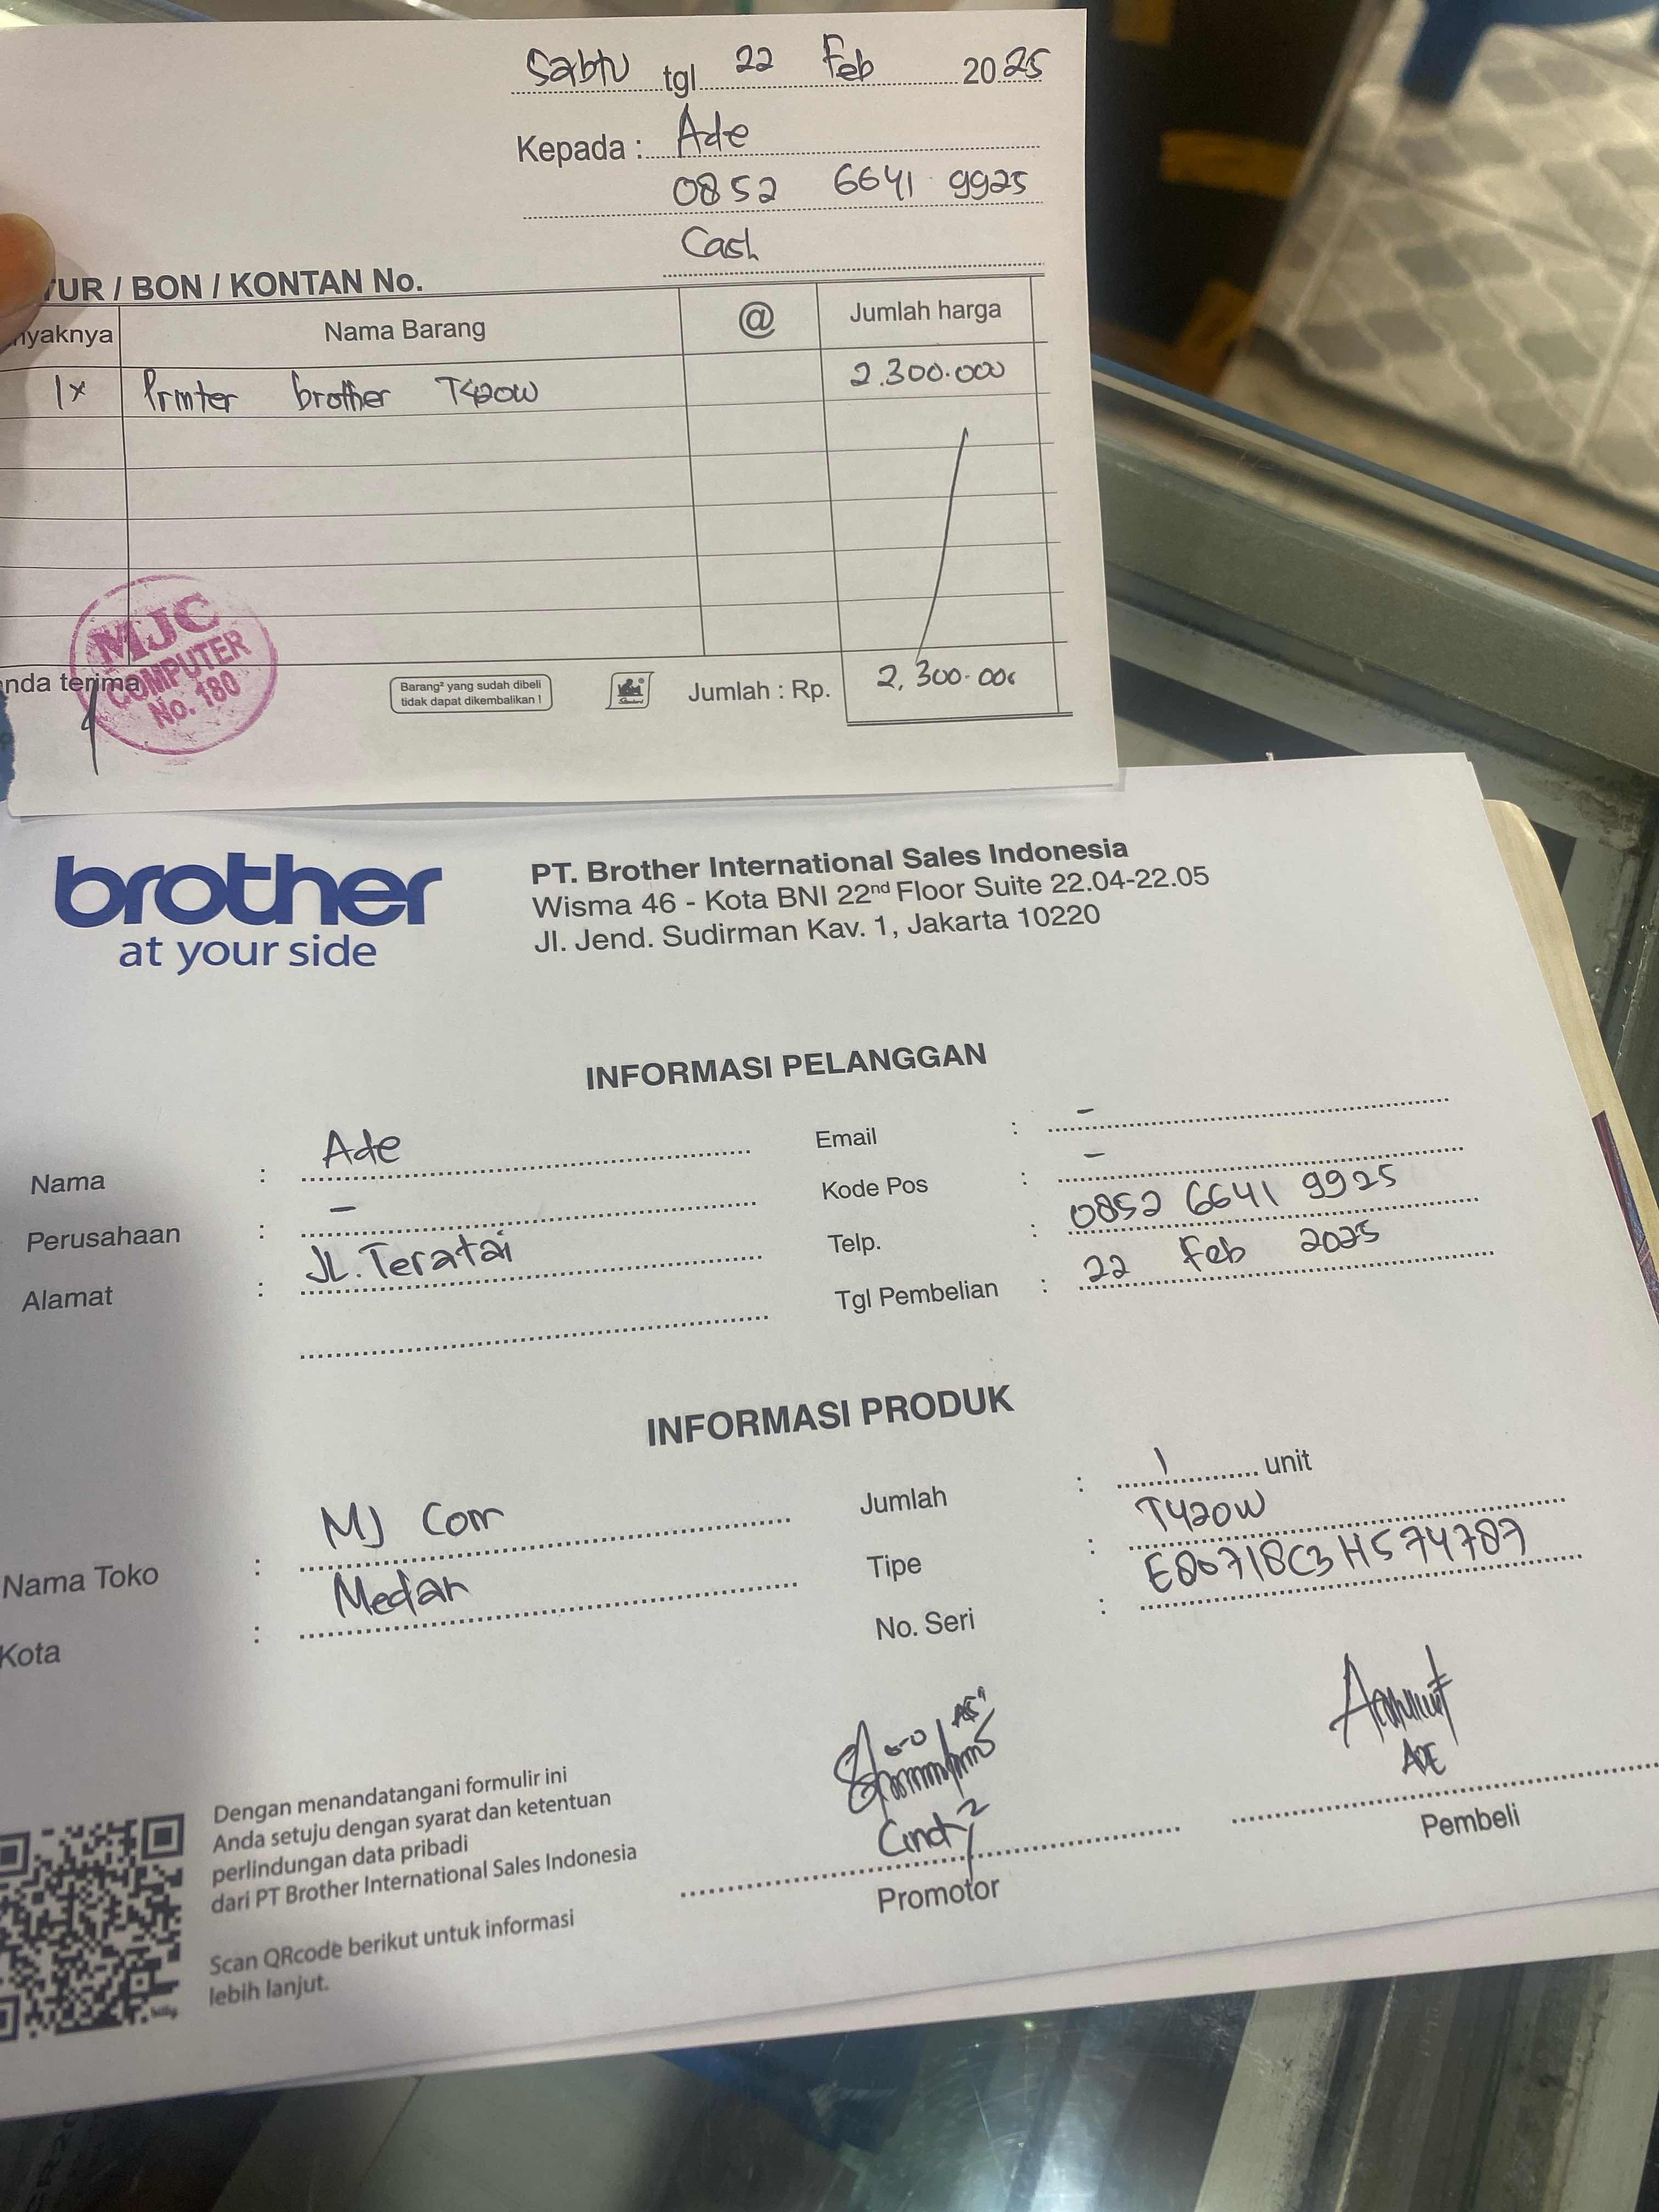 Sabtu tgl 22 Feb 2025
Kepada : Ade
0852 6641 9925
Cash
TUR / BON / KONTAN No.
nyaknya Nama Barang @ Jumlah harga
1x Printer brother T420W 2.300.000
MJC
COMPUTER
No. 180
nda terima
Barang² yang sudah dibeli
tidak dapat dikembalikan !
Standard
Jumlah : Rp. 2.300.000
brother
at your side
PT. Brother International Sales Indonesia
Wisma 46 - Kota BNI 22nd Floor Suite 22.04-22.05
Jl. Jend. Sudirman Kav. 1, Jakarta 10220
INFORMASI PELANGGAN
Nama : Ade
Perusahaan : -
Alamat : JL. Teratai
Email : -
Kode Pos : -
Telp. : 0852 6641 9925
Tgl Pembelian : 22 Feb 2025
INFORMASI PRODUK
Nama Toko : MJ Com
Kota : Medan
Jumlah : 1 unit
Tipe : T420W
No. Seri : E80718C3H574787
Dengan menandatangani formulir ini
Anda setuju dengan syarat dan ketentuan
perlindungan data pribadi
dari PT Brother International Sales Indonesia
Scan QRcode berikut untuk informasi
lebih lanjut.
Cindy
Promotor
ADE
Pembeli